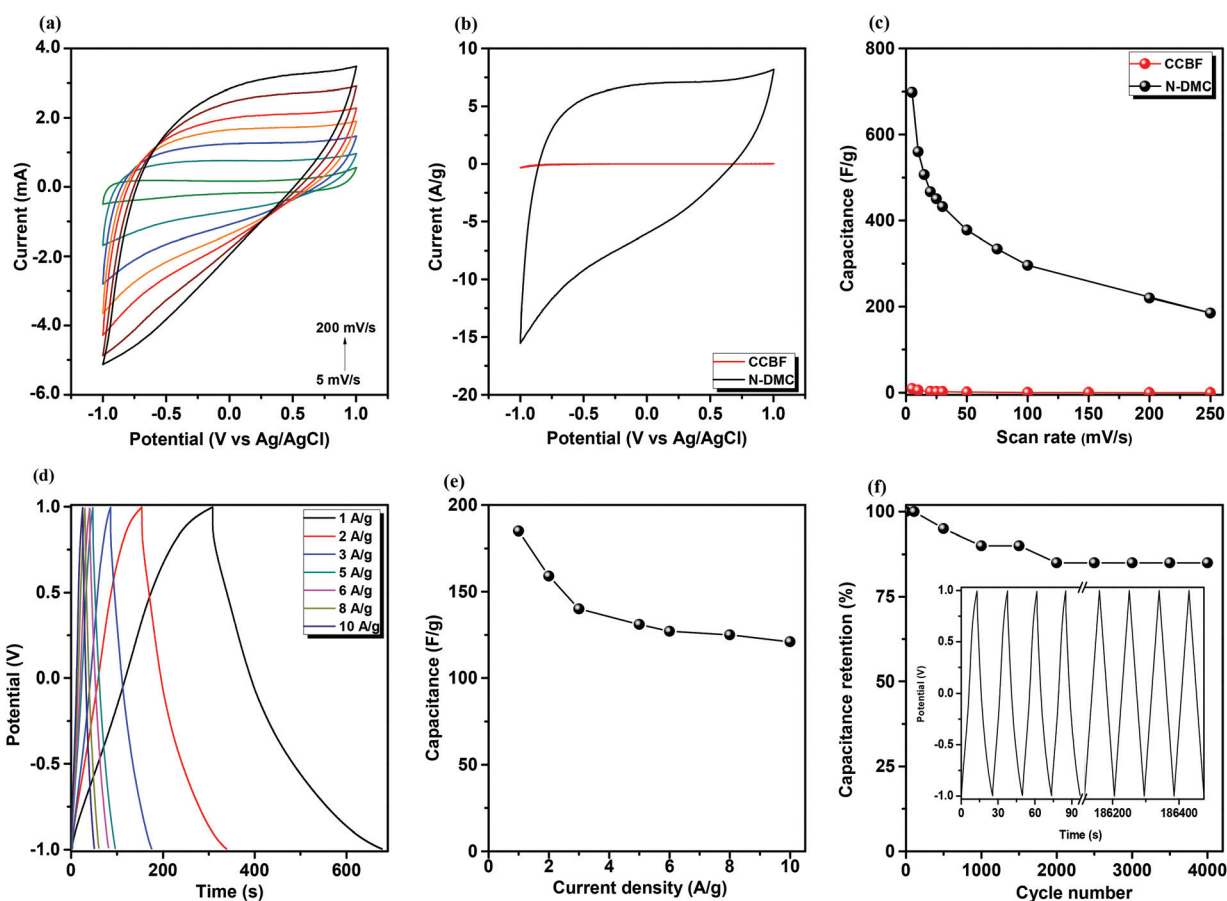 (a)
4.0
2.0
0.0
-2.0
-4.0
-6.0
Current (mA)
200 mV/s
5 mV/s
-1.0 -0.5 0.0 0.5 1.0
Potential (V vs Ag/AgCl)
(b)
10
5
0
-5
-10
-15
-20
Current (A/g)
CCBF
N-DMC
-1.0 -0.5 0.0 0.5 1.0
Potential (V vs Ag/AgCl)
(c)
800
600
400
200
0
Capacitance (F/g)
CCBF
N-DMC
0 50 100 150 200 250
Scan rate (mV/s)
(d)
1.0
0.5
0.0
-0.5
-1.0
Potential (V)
1 A/g
2 A/g
3 A/g
5 A/g
6 A/g
8 A/g
10 A/g
0 200 400 600
Time (s)
(e)
200
150
100
50
0
Capacitance (F/g)
0 2 4 6 8 10
Current density (A/g)
(f)
100
75
50
25
0
Capacitance retention (%)
1.0
0.5
0.0
-0.5
-1.0
Potential (V)
0 30 60 90 186200 186400
Time (s)
0 1000 2000 3000 4000
Cycle number